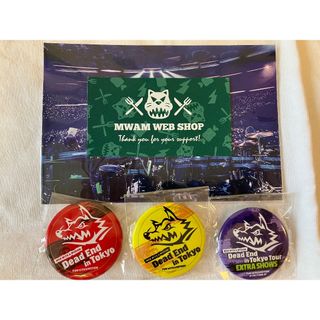 MWAM WEB SHOP
Thank you for your support!
Dead End
in Tokyo
Dead End
in Tokyo
Dead End
in Tokyo Tour
EXTRA SHOWS